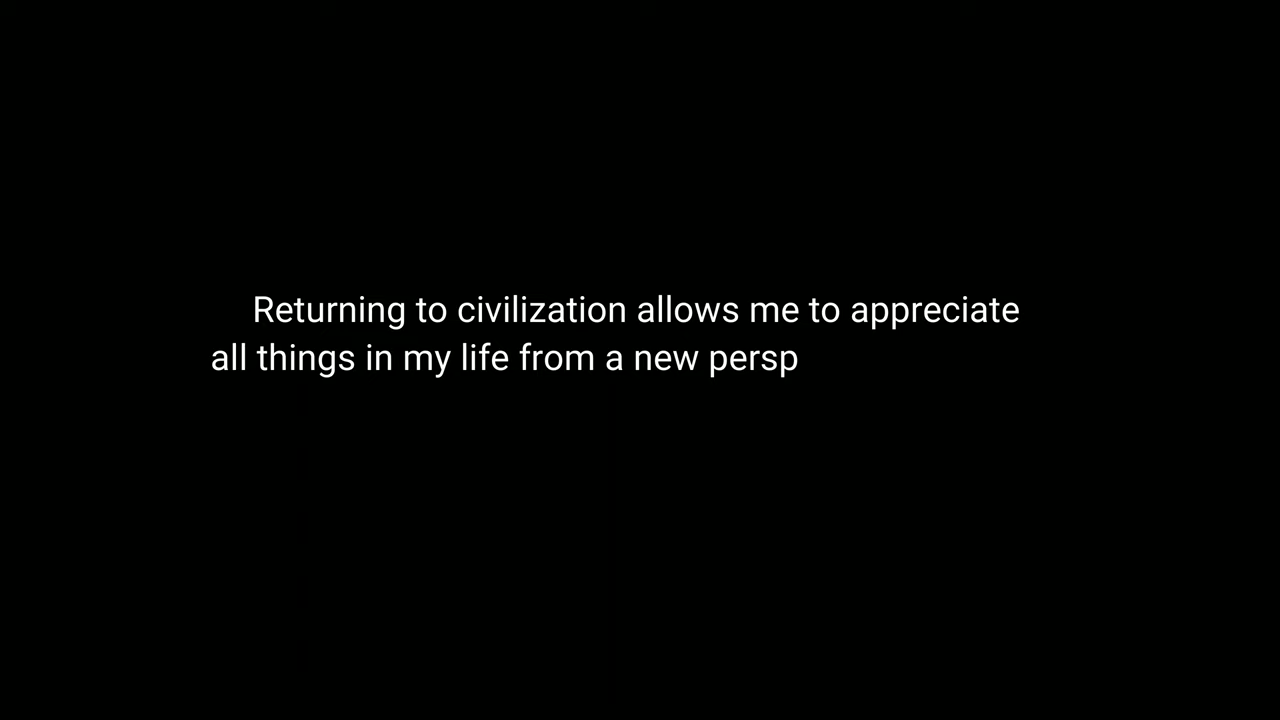 Returning to civilization allows me to appreciate
all things in my life from a new persp